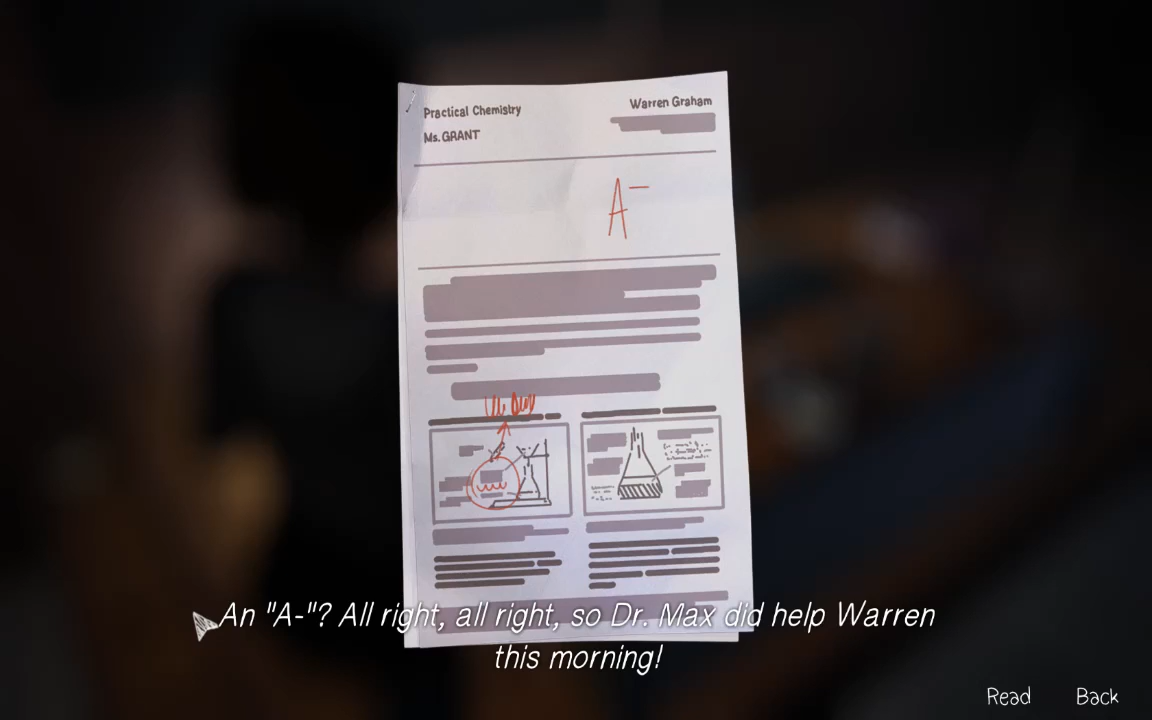 Practical Chemistry
Warren Graham
Ms. GRANT
A-
An "A-"? All right, all right, so Dr. Max did help Warren
this morning!
Read
Back